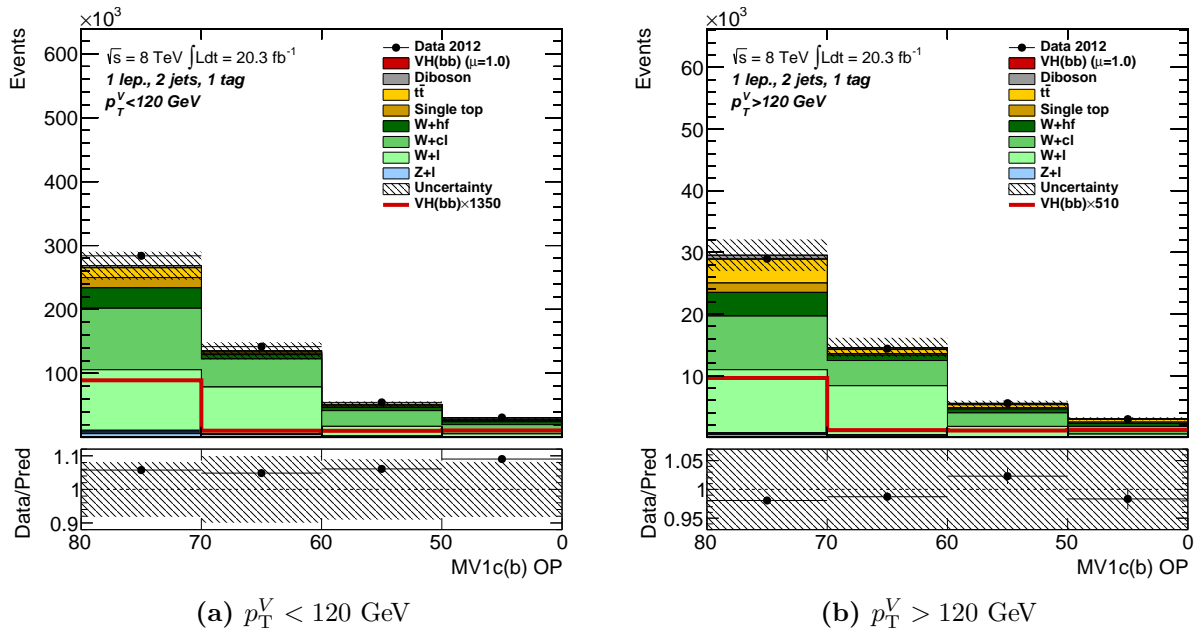 ×10³
Events
600
500
400
300
200
100
√s = 8 TeV ∫Ldt = 20.3 fb⁻¹
1 lep., 2 jets, 1 tag
p_T^V<120 GeV
Data 2012
VH(bb) (μ=1.0)
Diboson
tt̄
Single top
W+hf
W+cl
W+l
Z+l
Uncertainty
VH(bb)×1350
Data/Pred
1.1
1
0.9
80 70 60 50 0
MV1c(b) OP
(a) p_T^V < 120 GeV
×10³
Events
60
50
40
30
20
10
√s = 8 TeV ∫Ldt = 20.3 fb⁻¹
1 lep., 2 jets, 1 tag
p_T^V>120 GeV
Data 2012
VH(bb) (μ=1.0)
Diboson
tt̄
Single top
W+hf
W+cl
W+l
Z+l
Uncertainty
VH(bb)×510
Data/Pred
1.05
1
0.95
80 70 60 50 0
MV1c(b) OP
(b) p_T^V > 120 GeV